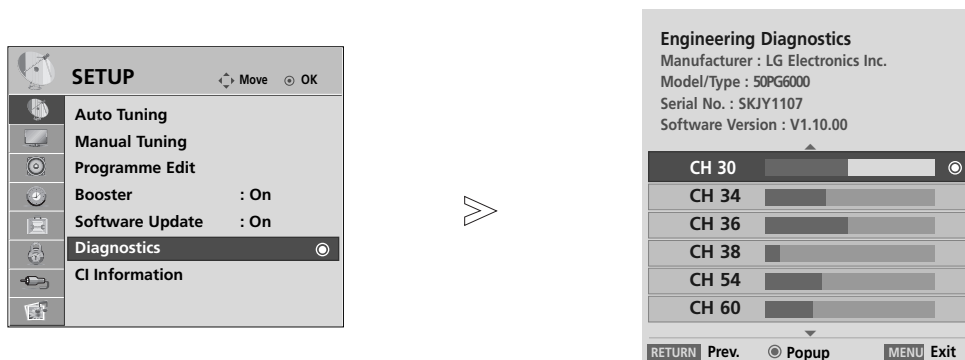 SETUP
Move
OK
Auto Tuning
Manual Tuning
Programme Edit
Booster : On
Software Update : On
Diagnostics
CI Information
Engineering Diagnostics
Manufacturer : LG Electronics Inc.
Model/Type : 50PG6000
Serial No. : SKJY1107
Software Version : V1.10.00
CH 30
CH 34
CH 36
CH 38
CH 54
CH 60
RETURN Prev.
Popup
MENU Exit